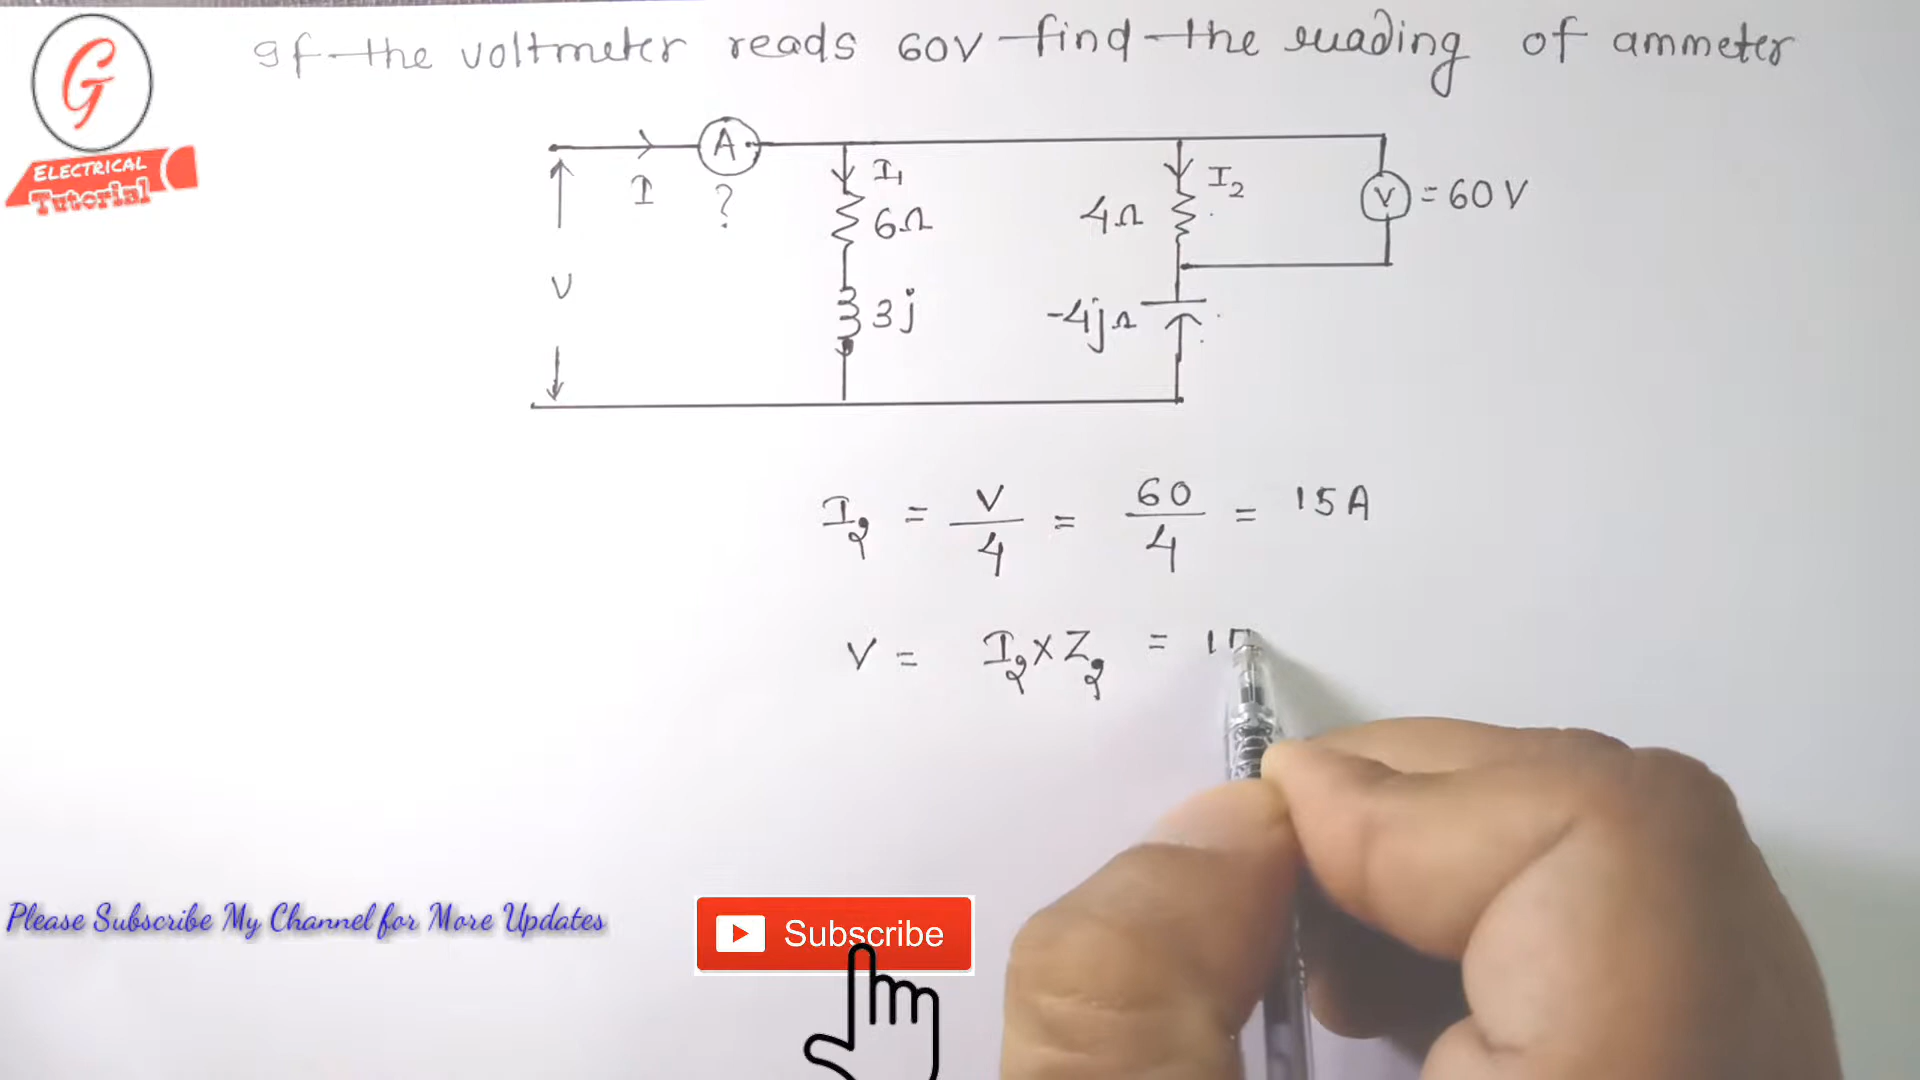 If the voltmeter reads 60V find the reading of ammeter
G
ELECTRICAL
Tutorial
A
I
?
I1
6Ω
3j
V
I2
4Ω
-4jΩ
V = 60V
I2 = V/4 = 60/4 = 15A
V = I2 x Z2 = 15
Please Subscribe My Channel for More Updates
Subscribe